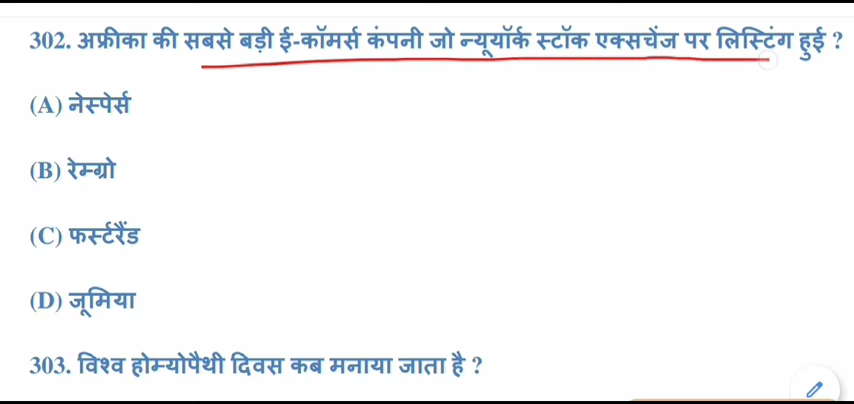 302. अफ्रीका की सबसे बड़ी ई-कॉमर्स कंपनी जो न्यूयॉर्क स्टॉक एक्सचेंज पर लिस्टिंग हुई ?
(A) नेस्पेर्स
(B) रेम्ग्रो
(C) फर्स्टरैंड
(D) जूमिया
303. विश्व होम्योपैथी दिवस कब मनाया जाता है ?